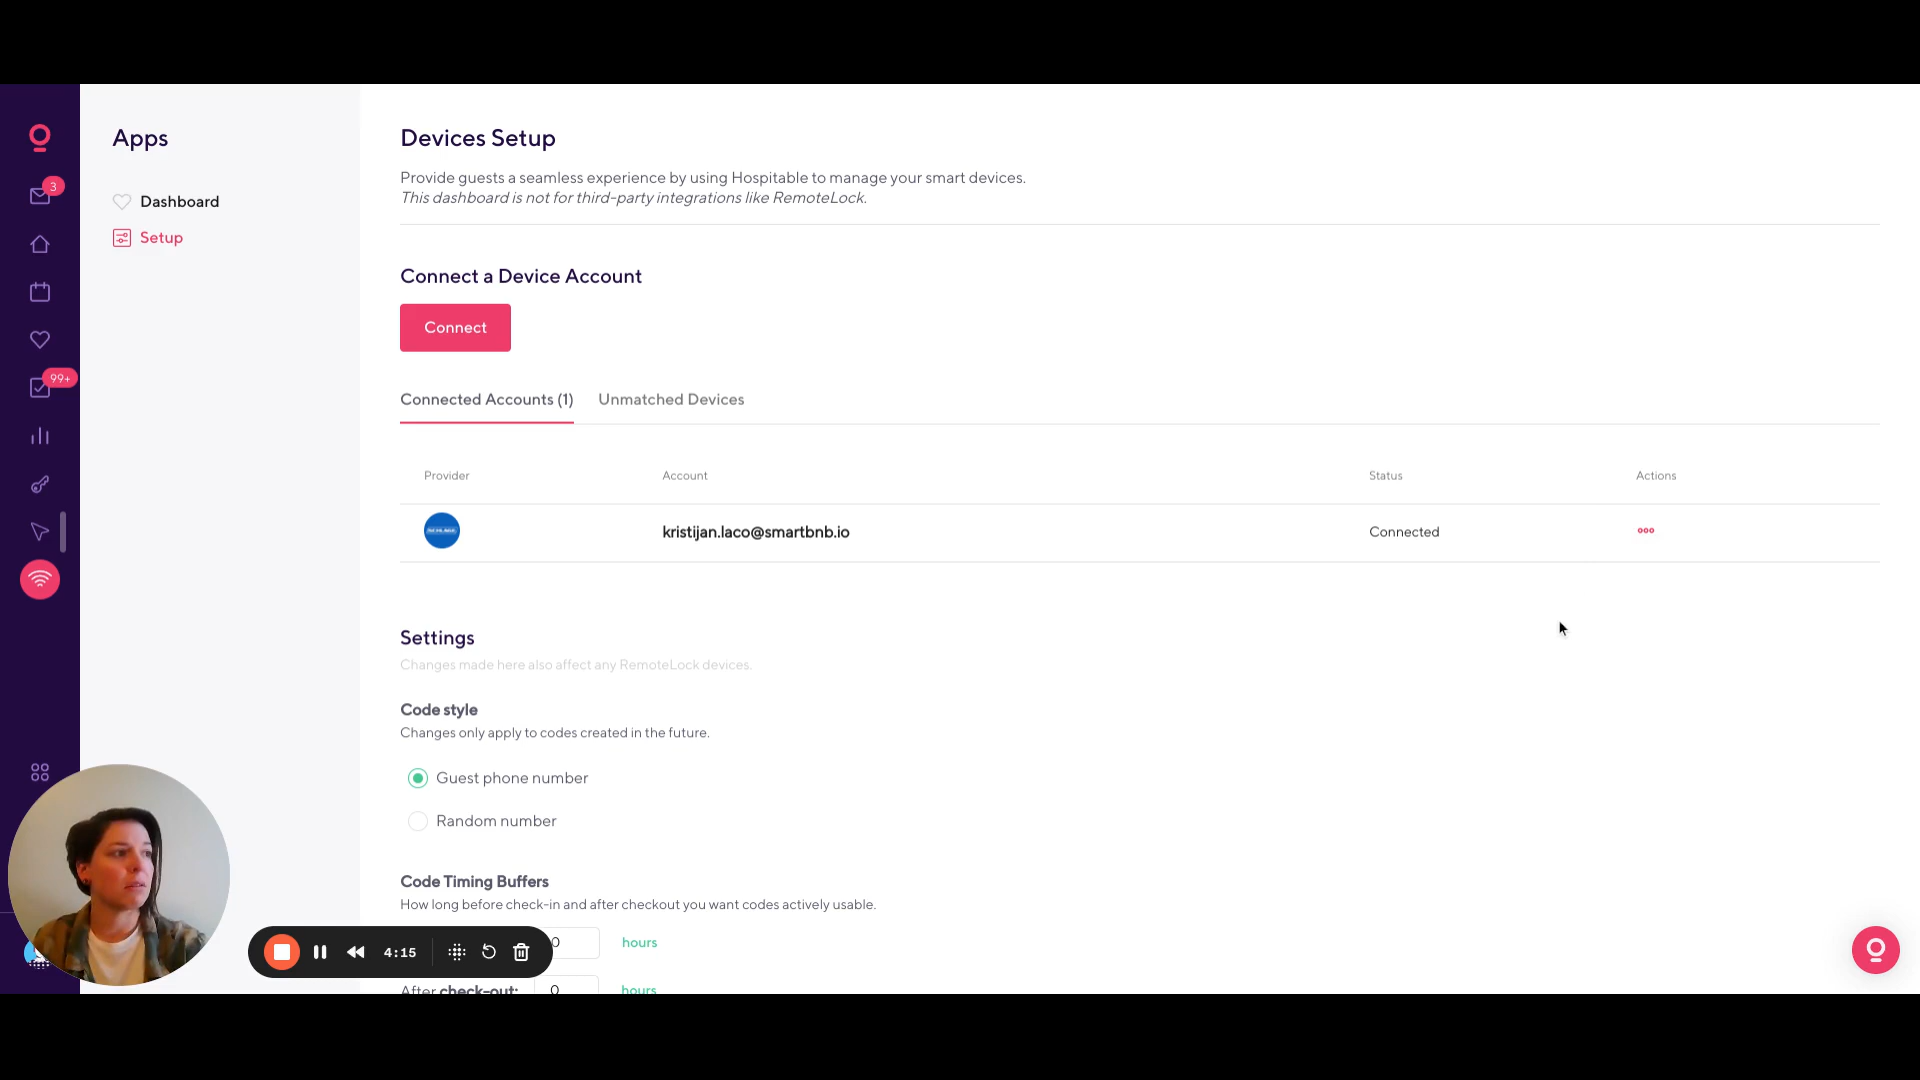 Apps
Dashboard
Setup
3
99+
Devices Setup
Provide guests a seamless experience by using Hospitable to manage your smart devices.
This dashboard is not for third-party integrations like RemoteLock.
Connect a Device Account
Connect
Connected Accounts (1) Unmatched Devices
Provider Account Status Actions
kristijan.laco@smartbnb.io Connected
Settings
Changes made here also affect any RemoteLock devices.
Code style
Changes only apply to codes created in the future.
Guest phone number
Random number
Code Timing Buffers
How long before check-in and after checkout you want codes actively usable.
0 hours
After check-out: 0 hours
4:15